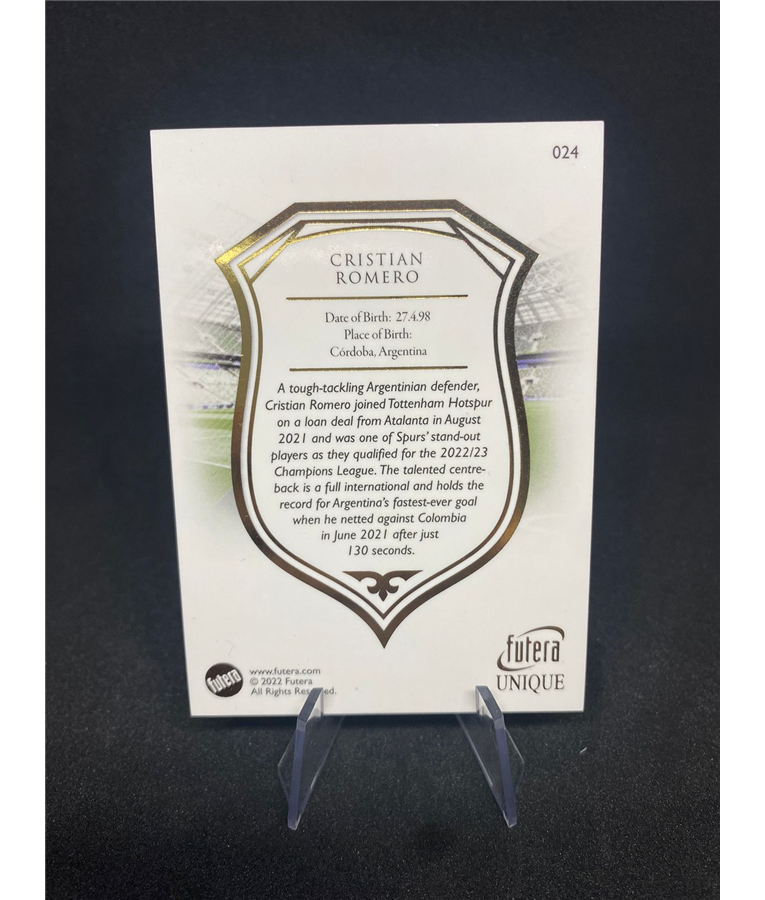 024
CRISTIAN
ROMERO
Date of Birth: 27.4.98
Place of Birth:
Córdoba, Argentina
A tough-tackling Argentinian defender,
Cristian Romero joined Tottenham Hotspur
on a loan deal from Atalanta in August
2021 and was one of Spurs' stand-out
players as they qualified for the 2022/23
Champions League. The talented centre-
back is a full international and holds the
record for Argentina's fastest-ever goal
when he netted against Colombia
in June 2021 after just
130 seconds.
futera
UNIQUE
futera
www.futera.com
© 2022 Futera
All Rights Reserved.